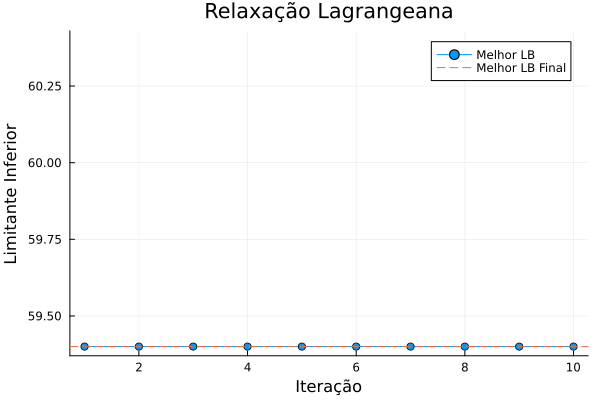 Relaxação Lagrangeana
Melhor LB
Melhor LB Final
60.25
60.00
59.75
59.50
Limitante Inferior
2 4 6 8 10
Iteração